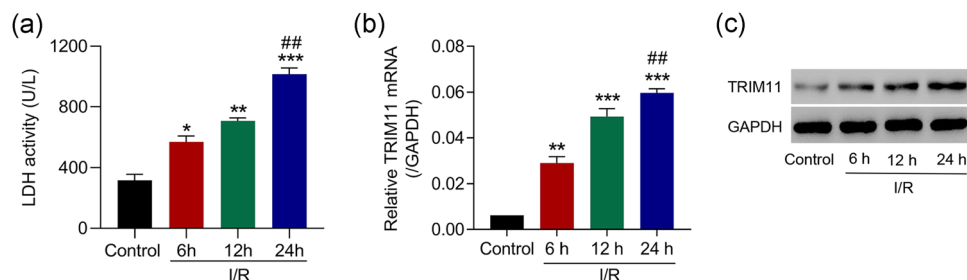 (a)
LDH activity (U/L)
1200
800
400
0
*
**
##
***
Control 6h 12h 24h
I/R
(b)
Relative TRIM11 mRNA
(/GAPDH)
0.08
0.06
0.04
0.02
0.00
**
***
##
***
Control 6 h 12 h 24 h
I/R
(c)
TRIM11
GAPDH
Control 6 h 12 h 24 h
I/R